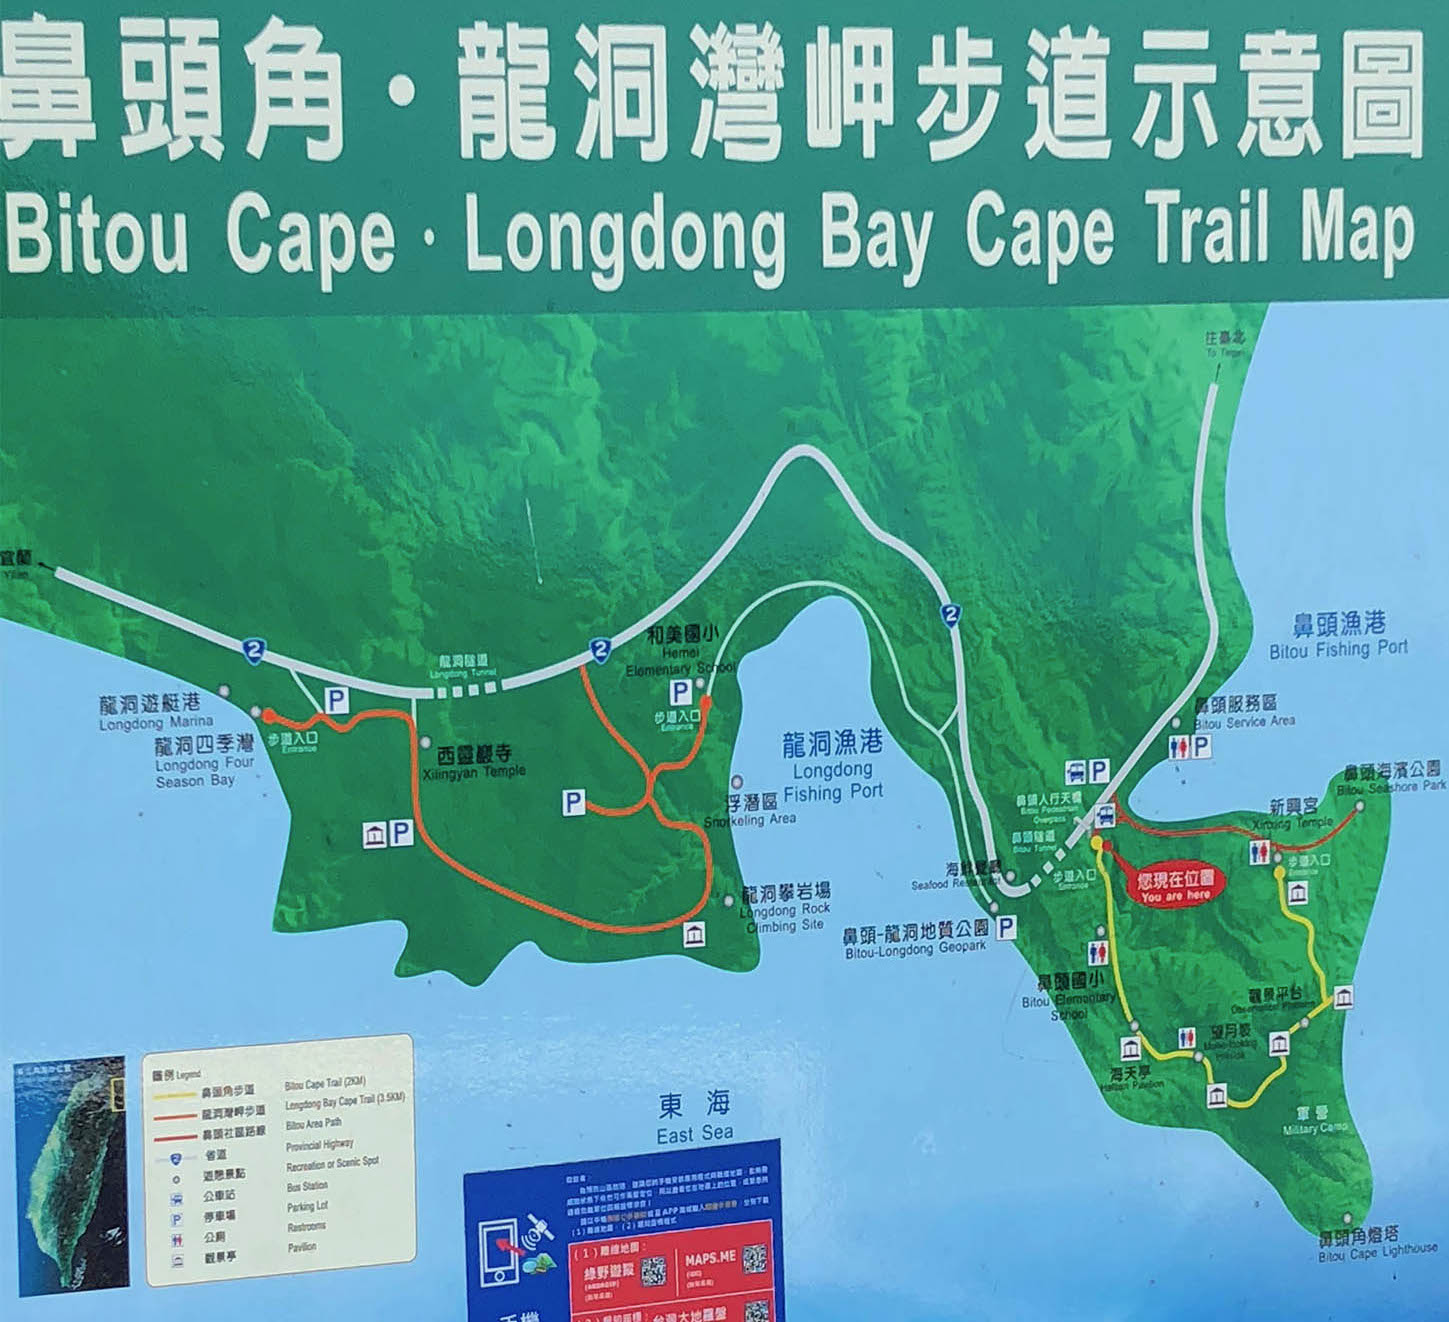 鼻頭角·龍洞灣岬步道示意圖
Bitou Cape · Longdong Bay Cape Trail Map
往臺北
To Taipei
宜蘭
Yilan
2
2
2
龍洞隧道
Longdong Tunnel
和美國小
Hemei
Elementary School
P
步道入口
Entrance
鼻頭漁港
Bitou Fishing Port
龍洞遊艇港
Longdong Marina
P
步道入口
Entrance
龍洞四季灣
Longdong Four
Season Bay
西靈巖寺
Xilingyan Temple
P
P
龍洞漁港
Longdong
Fishing Port
浮潛區
Snorkeling Area
鼻頭服務區
Bitou Service Area
P
P
鼻頭人行天橋
Bitou Pedestrian
Overpass
鼻頭隧道
Bitou Tunnel
鼻頭海濱公園
Bitou Seashore Park
新興宮
Xinxing Temple
步道入口
Entrance
步道入口
Entrance
您現在位置
You are here
Seafood Restaurant
龍洞攀岩場
Longdong Rock
Climbing Site
鼻頭-龍洞地質公園
Bitou-Longdong Geopark
P
鼻頭國小
Bitou Elementary
School
觀景平台
望月坡
海天亭
Haitian Pavilion
軍營
Military Camp
鼻頭角燈塔
Bitou Cape Lighthouse
東海
East Sea
圖例 Legend
鼻頭角步道 Bitou Cape Trail (2KM)
龍洞灣岬步道 Longdong Bay Cape Trail (3.5KM)
鼻頭社區路線 Bitou Area Path
2 省道 Provincial Highway
遊憩景點 Recreation or Scenic Spot
公車站 Bus Station
P 停車場 Parking Lot
公廁 Restrooms
觀景亭 Pavilion
(1) 離線地圖：
綠野遊蹤
MAPS.ME
台灣大地羅盤
手機